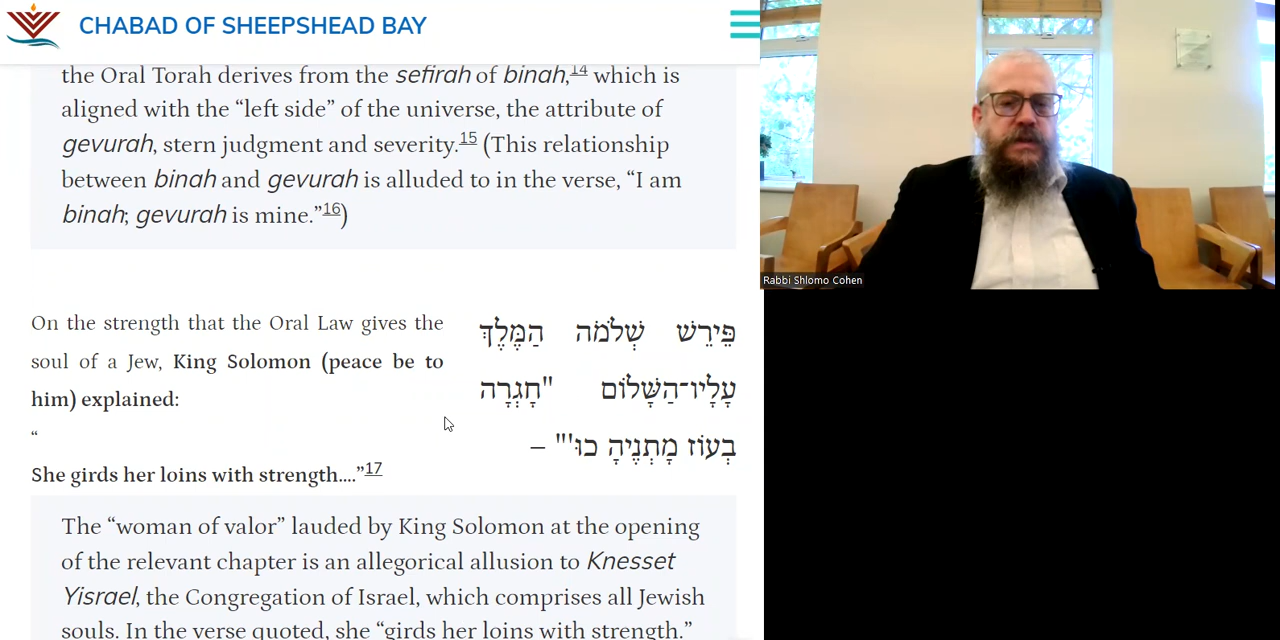 CHABAD OF SHEEPSHEAD BAY
the Oral Torah derives from the sefirah of binah,14 which is
aligned with the “left side” of the universe, the attribute of
gevurah, stern judgment and severity.15 (This relationship
between binah and gevurah is alluded to in the verse, “I am
binah; gevurah is mine.”16)
On the strength that the Oral Law gives the
soul of a Jew, King Solomon (peace be to
him) explained:
“
She girds her loins with strength....”17
פֵּירֵשׁ שְׁלֹמֹה הַמֶּלֶךְ
עָלָיו־הַשָּׁלוֹם "חָגְרָה
בְּעוֹז מָתְנֶיהָ כוּ'" –
The “woman of valor” lauded by King Solomon at the opening
of the relevant chapter is an allegorical allusion to Knesset
Yisrael, the Congregation of Israel, which comprises all Jewish
souls. In the verse quoted, she “girds her loins with strength.”
Rabbi Shlomo Cohen